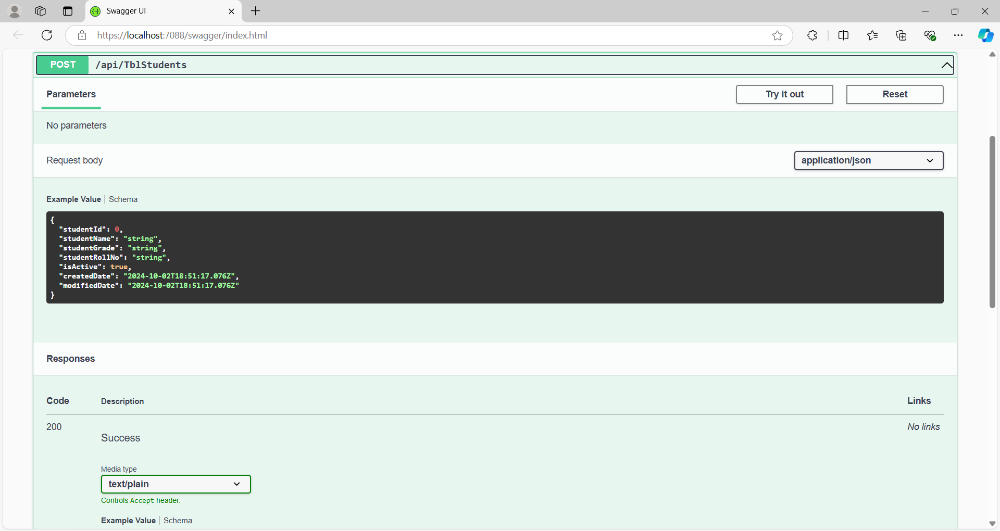 Swagger UI
https://localhost:7088/swagger/index.html
POST /api/TblStudents
Parameters
Try it out
Reset
No parameters
Request body
application/json
Example Value | Schema
{
  "studentId": 0,
  "studentName": "string",
  "studentGrade": "string",
  "studentRollNo": "string",
  "isActive": true,
  "createdDate": "2024-10-02T18:51:17.076Z",
  "modifiedDate": "2024-10-02T18:51:17.076Z"
}
Responses
Code Description Links
200 No links
Success
Media type
text/plain
Controls Accept header.
Example Value | Schema